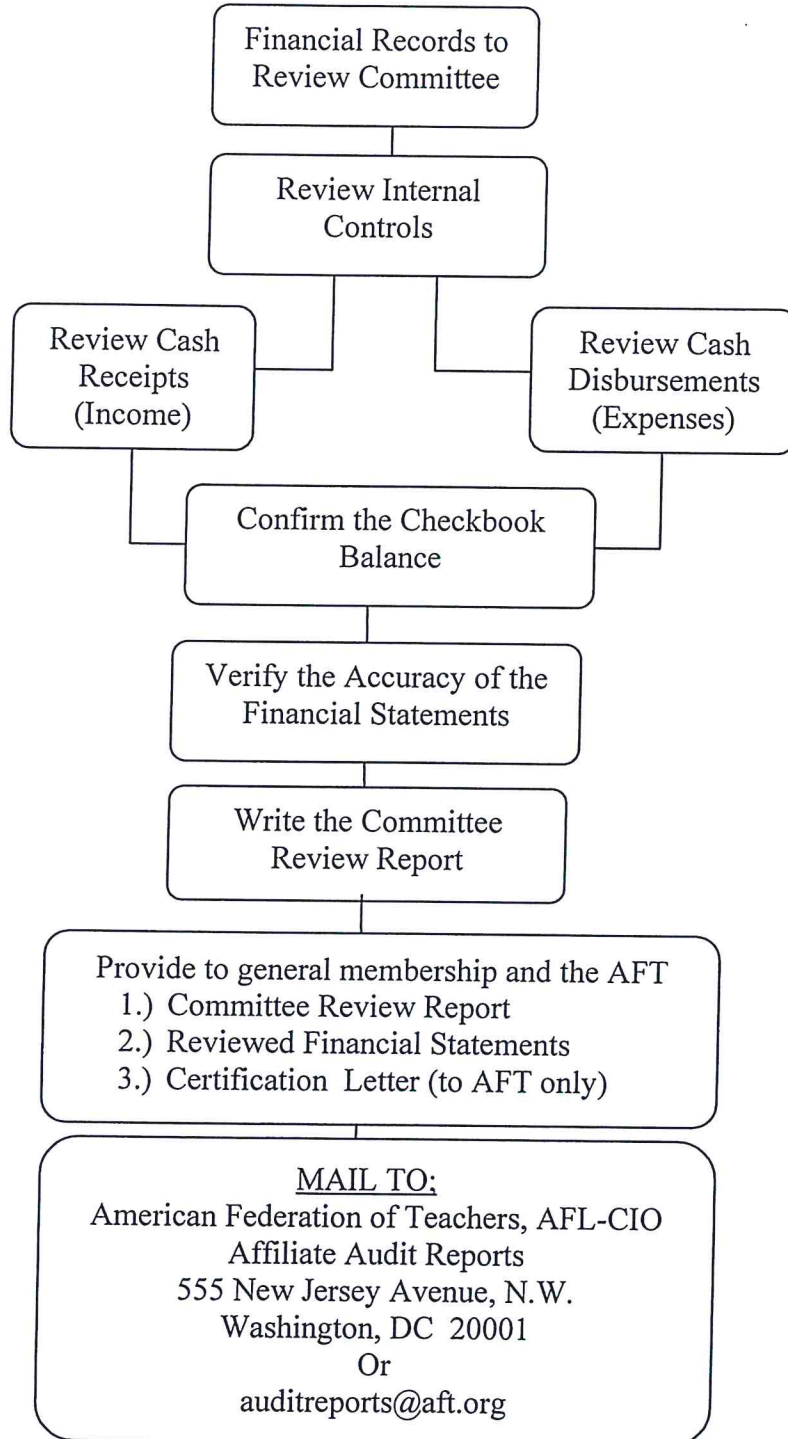 Financial Records to
Review Committee
Review Internal
Controls
Review Cash
Receipts
(Income)
Review Cash
Disbursements
(Expenses)
Confirm the Checkbook
Balance
Verify the Accuracy of the
Financial Statements
Write the Committee
Review Report
Provide to general membership and the AFT
1.) Committee Review Report
2.) Reviewed Financial Statements
3.) Certification Letter (to AFT only)
MAIL TO:
American Federation of Teachers, AFL-CIO
Affiliate Audit Reports
555 New Jersey Avenue, N.W.
Washington, DC 20001
Or
auditreports@aft.org